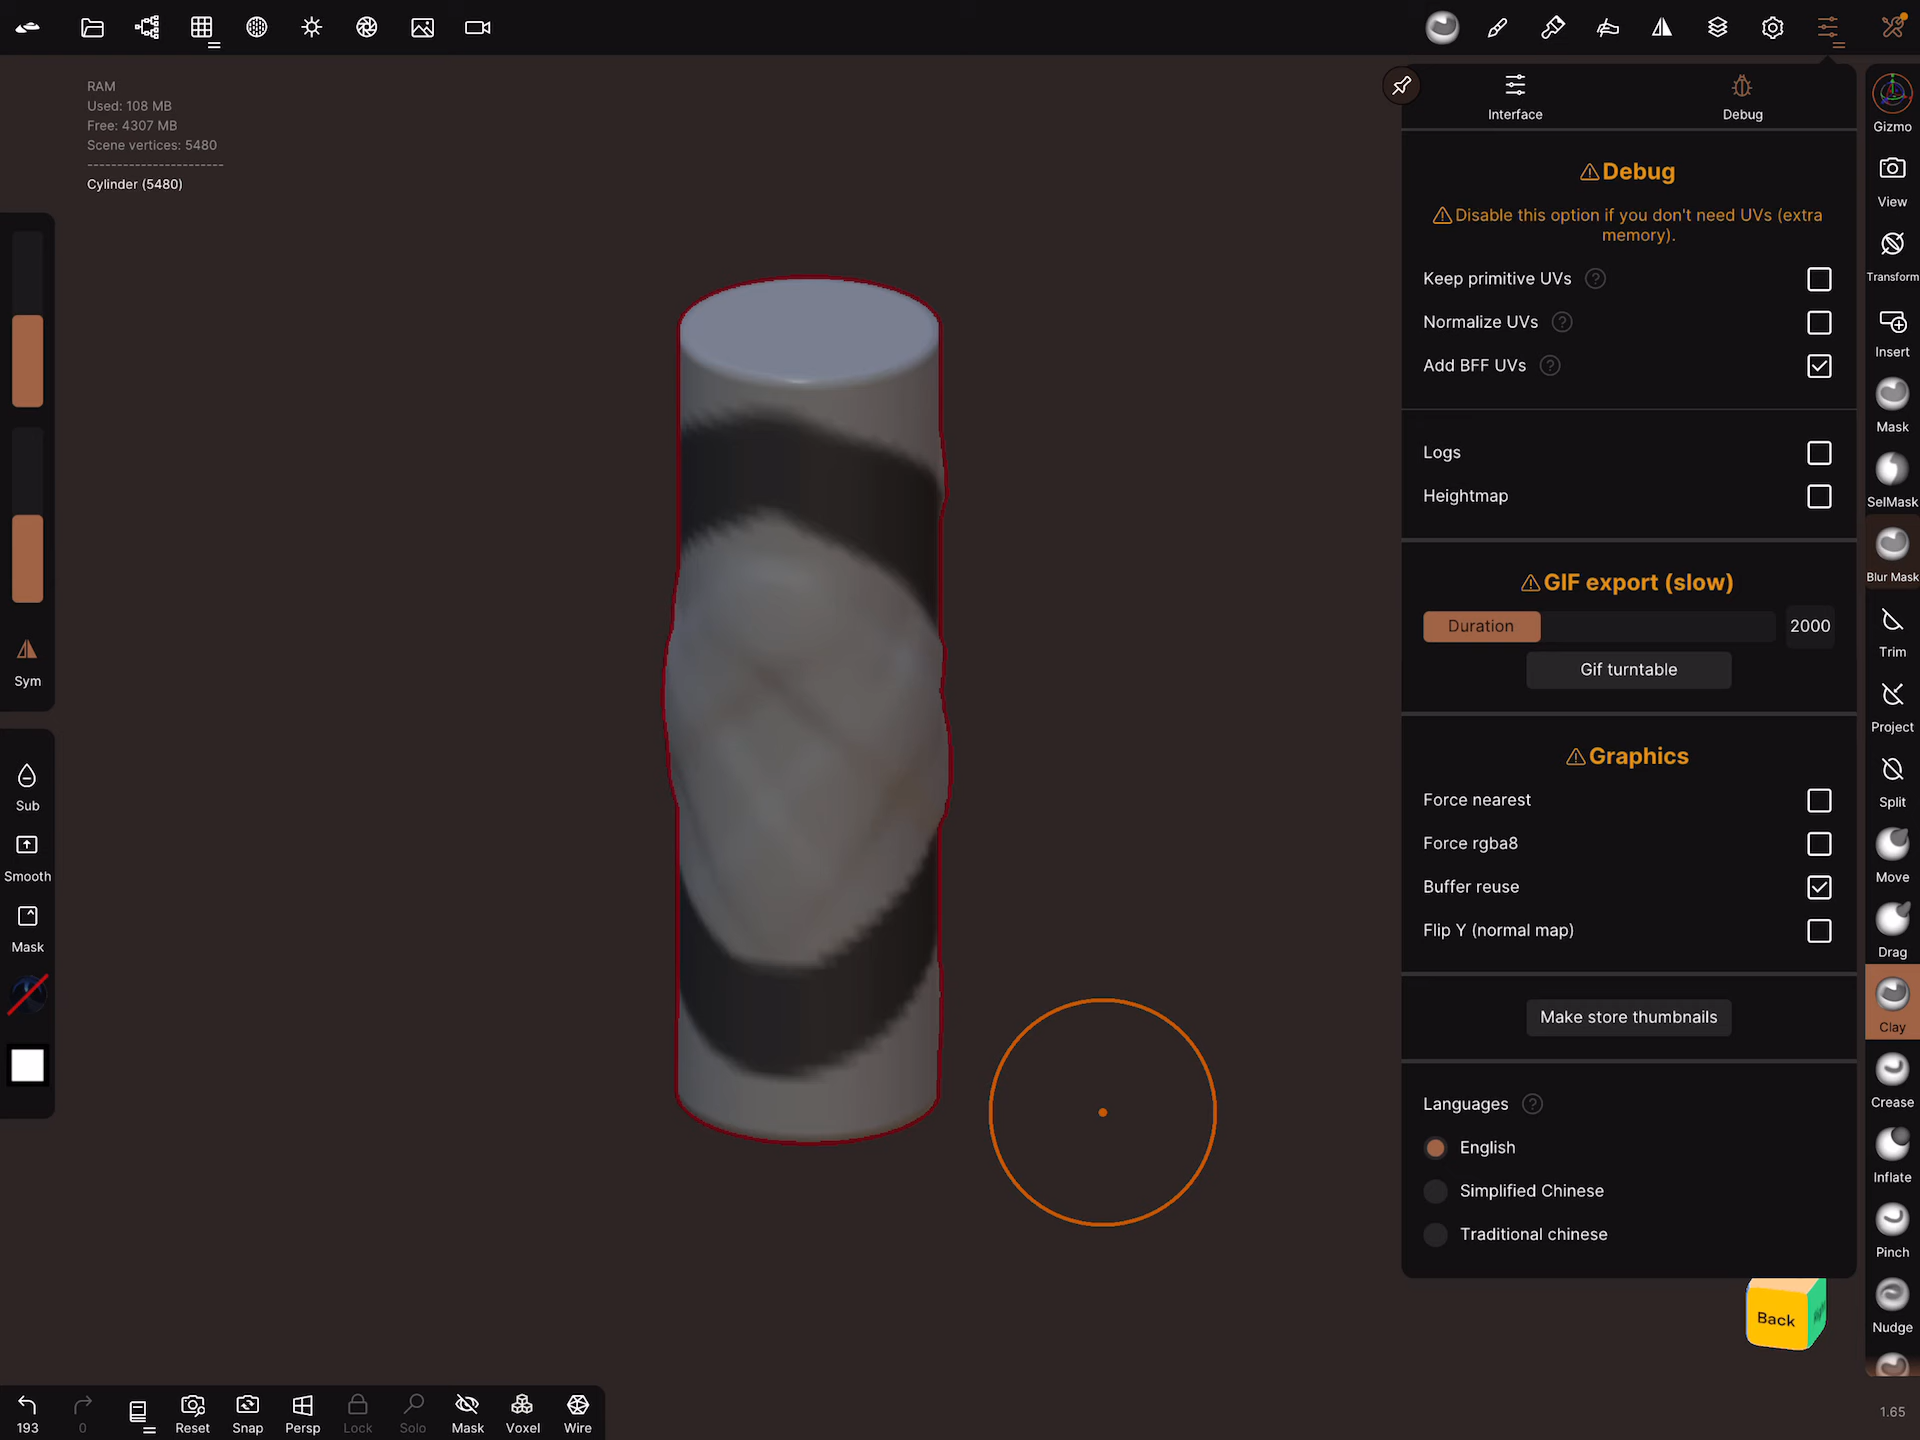 RAM
Used: 108 MB
Free: 4307 MB
Scene vertices: 5480
-----------------------
Cylinder (5480)
Sym
Sub
Smooth
Mask
Interface
Debug
Debug
Disable this option if you don't need UVs (extra
memory).
Keep primitive UVs ?
Normalize UVs ?
Add BFF UVs ?
Logs
Heightmap
GIF export (slow)
Duration 2000
Gif turntable
Graphics
Force nearest
Force rgba8
Buffer reuse
Flip Y (normal map)
Make store thumbnails
Languages ?
English
Simplified Chinese
Traditional chinese
Back
Gizmo
View
Transform
Insert
Mask
SelMask
Blur Mask
Trim
Project
Split
Move
Drag
Clay
Crease
Inflate
Pinch
Nudge
193
0
Reset
Snap
Persp
Lock
Solo
Mask
Voxel
Wire
1.65